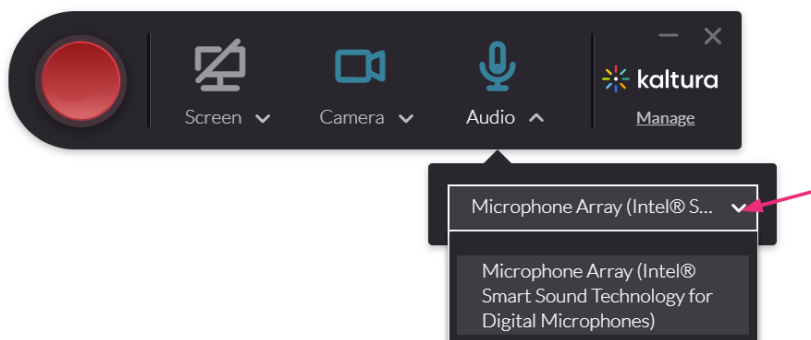 Screen
Camera
Audio
kaltura
Manage
Microphone Array (Intel® S...
Microphone Array (Intel®
Smart Sound Technology for
Digital Microphones)